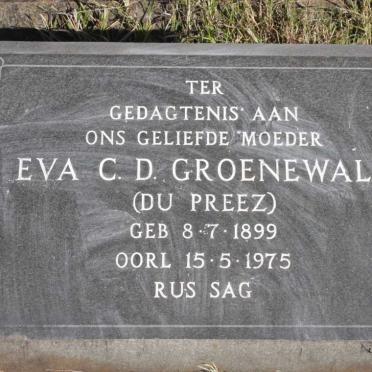 TER
GEDAGTENIS AAN
ONS GELIEFDE MOEDER
EVA C. D. GROENEWAL
(DU PREEZ)
GEB 8·7·1899
OORL 15·5·1975
RUS SAG